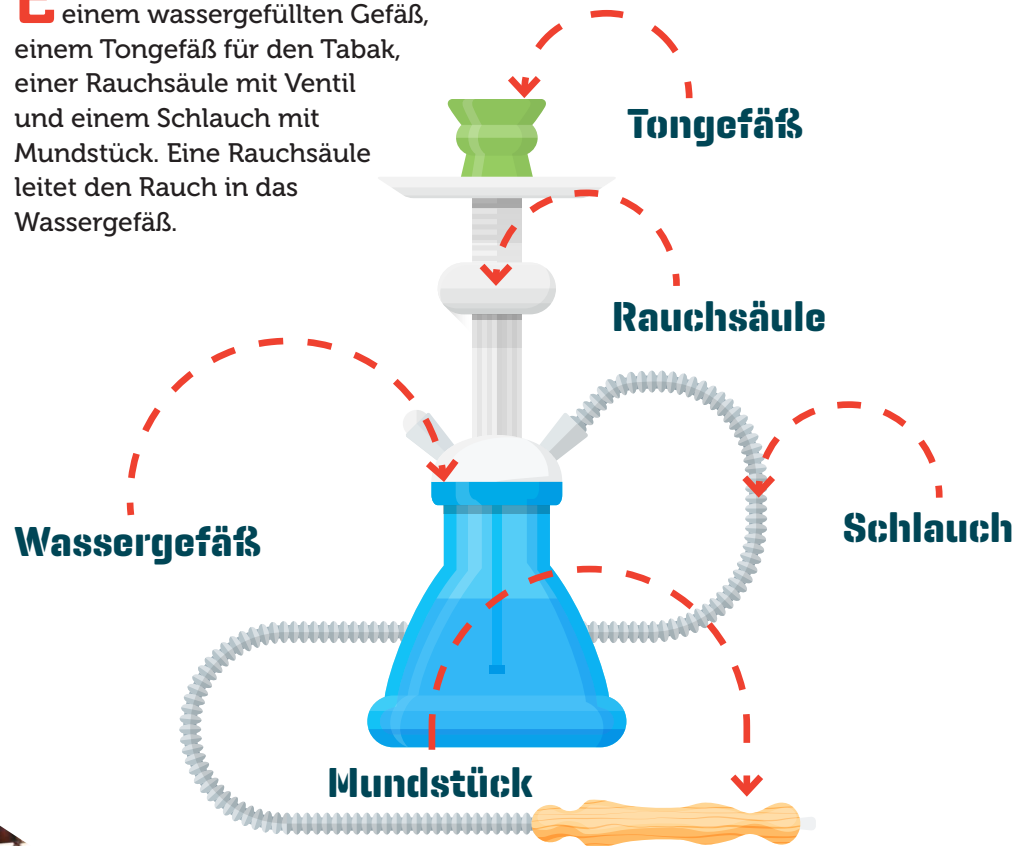 E einem wassergefüllten Gefäß,
einem Tongefäß für den Tabak,
einer Rauchsäule mit Ventil
und einem Schlauch mit
Mundstück. Eine Rauchsäule
leitet den Rauch in das
Wassergefäß.
Tongefäß
Rauchsäule
Wassergefäß
Schlauch
Mundstück